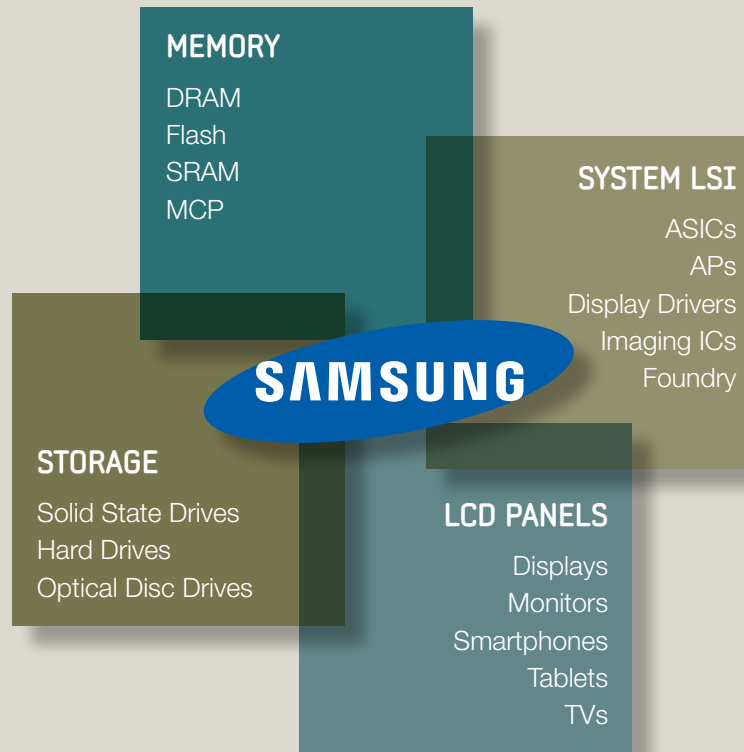 MEMORY
DRAM
Flash
SRAM
MCP
SYSTEM LSI
ASICs
APs
Display Drivers
Imaging ICs
Foundry
SAMSUNG
STORAGE
Solid State Drives
Hard Drives
Optical Disc Drives
LCD PANELS
Displays
Monitors
Smartphones
Tablets
TVs